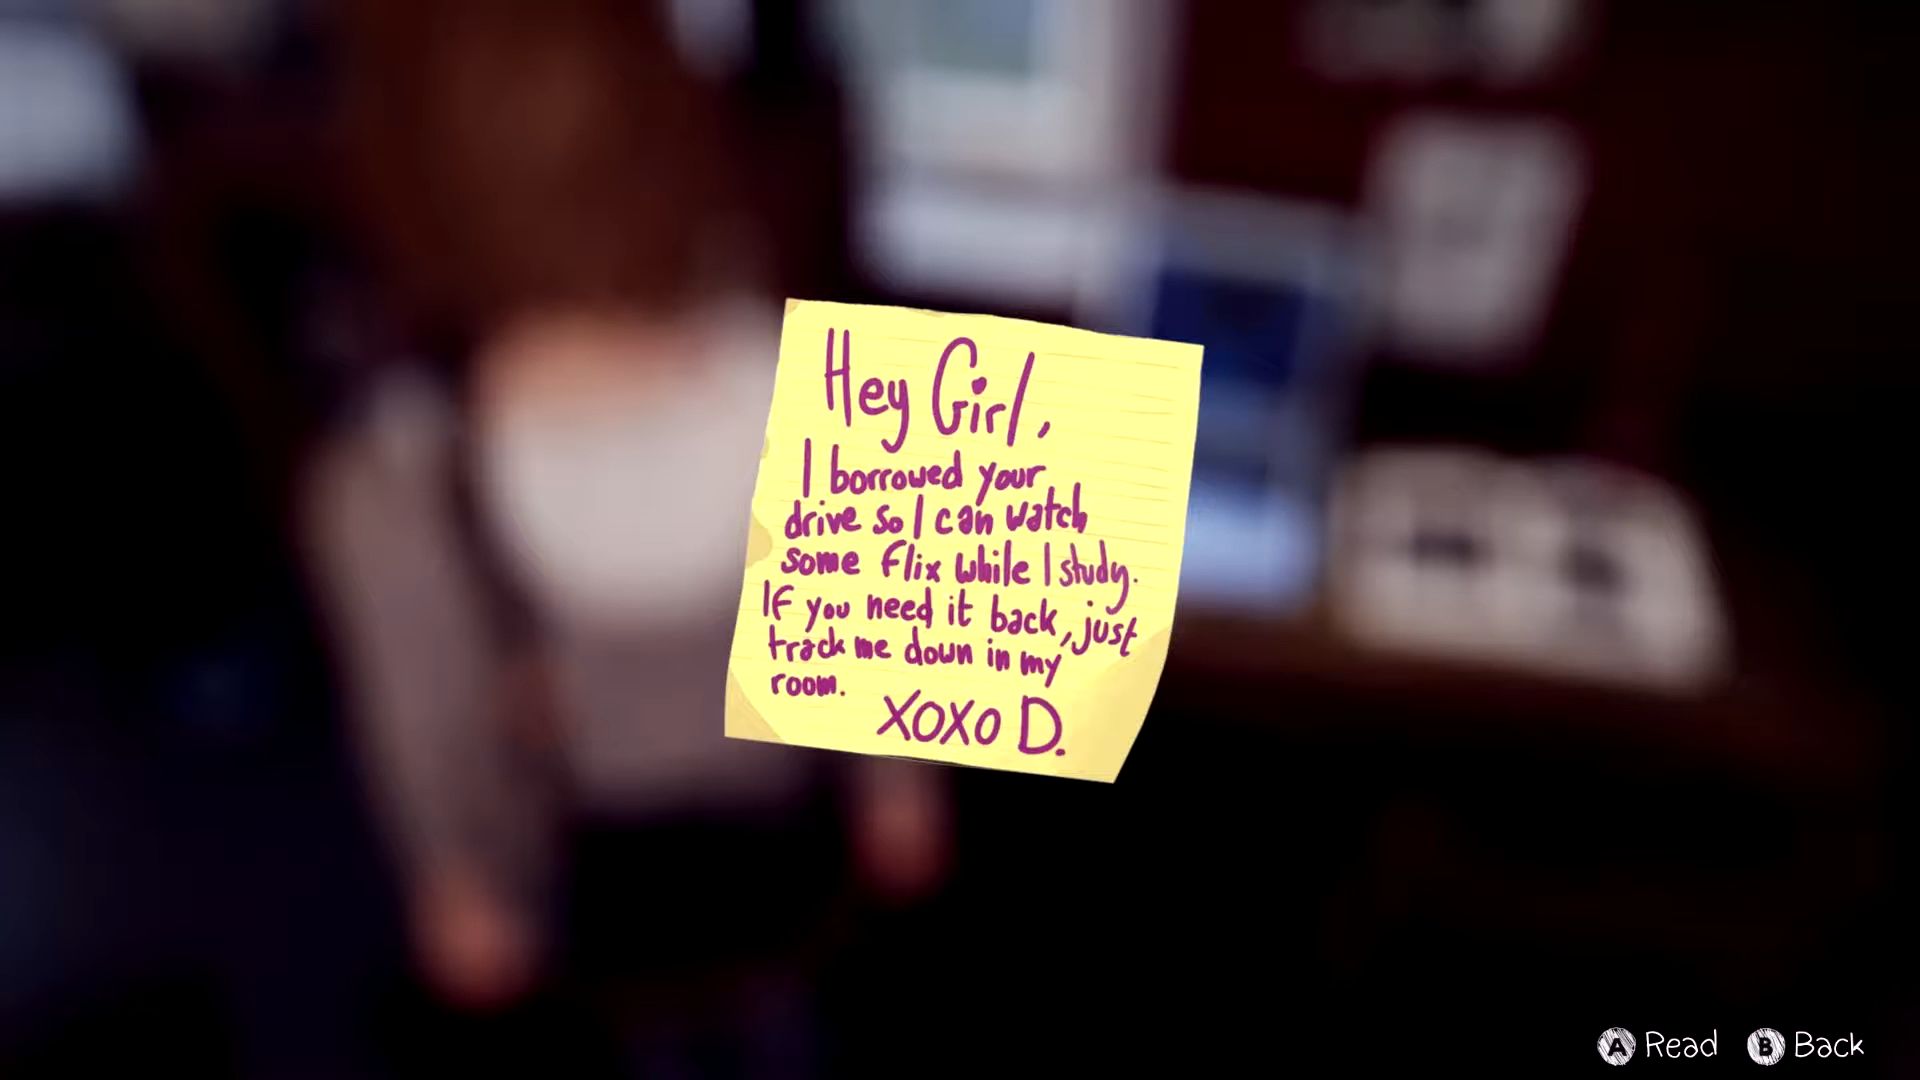 Hey Girl,
I borrowed your
drive so I can watch
some flix while I study.
If you need it back, just
track me down in my
room.
XOXO D.
A Read B Back